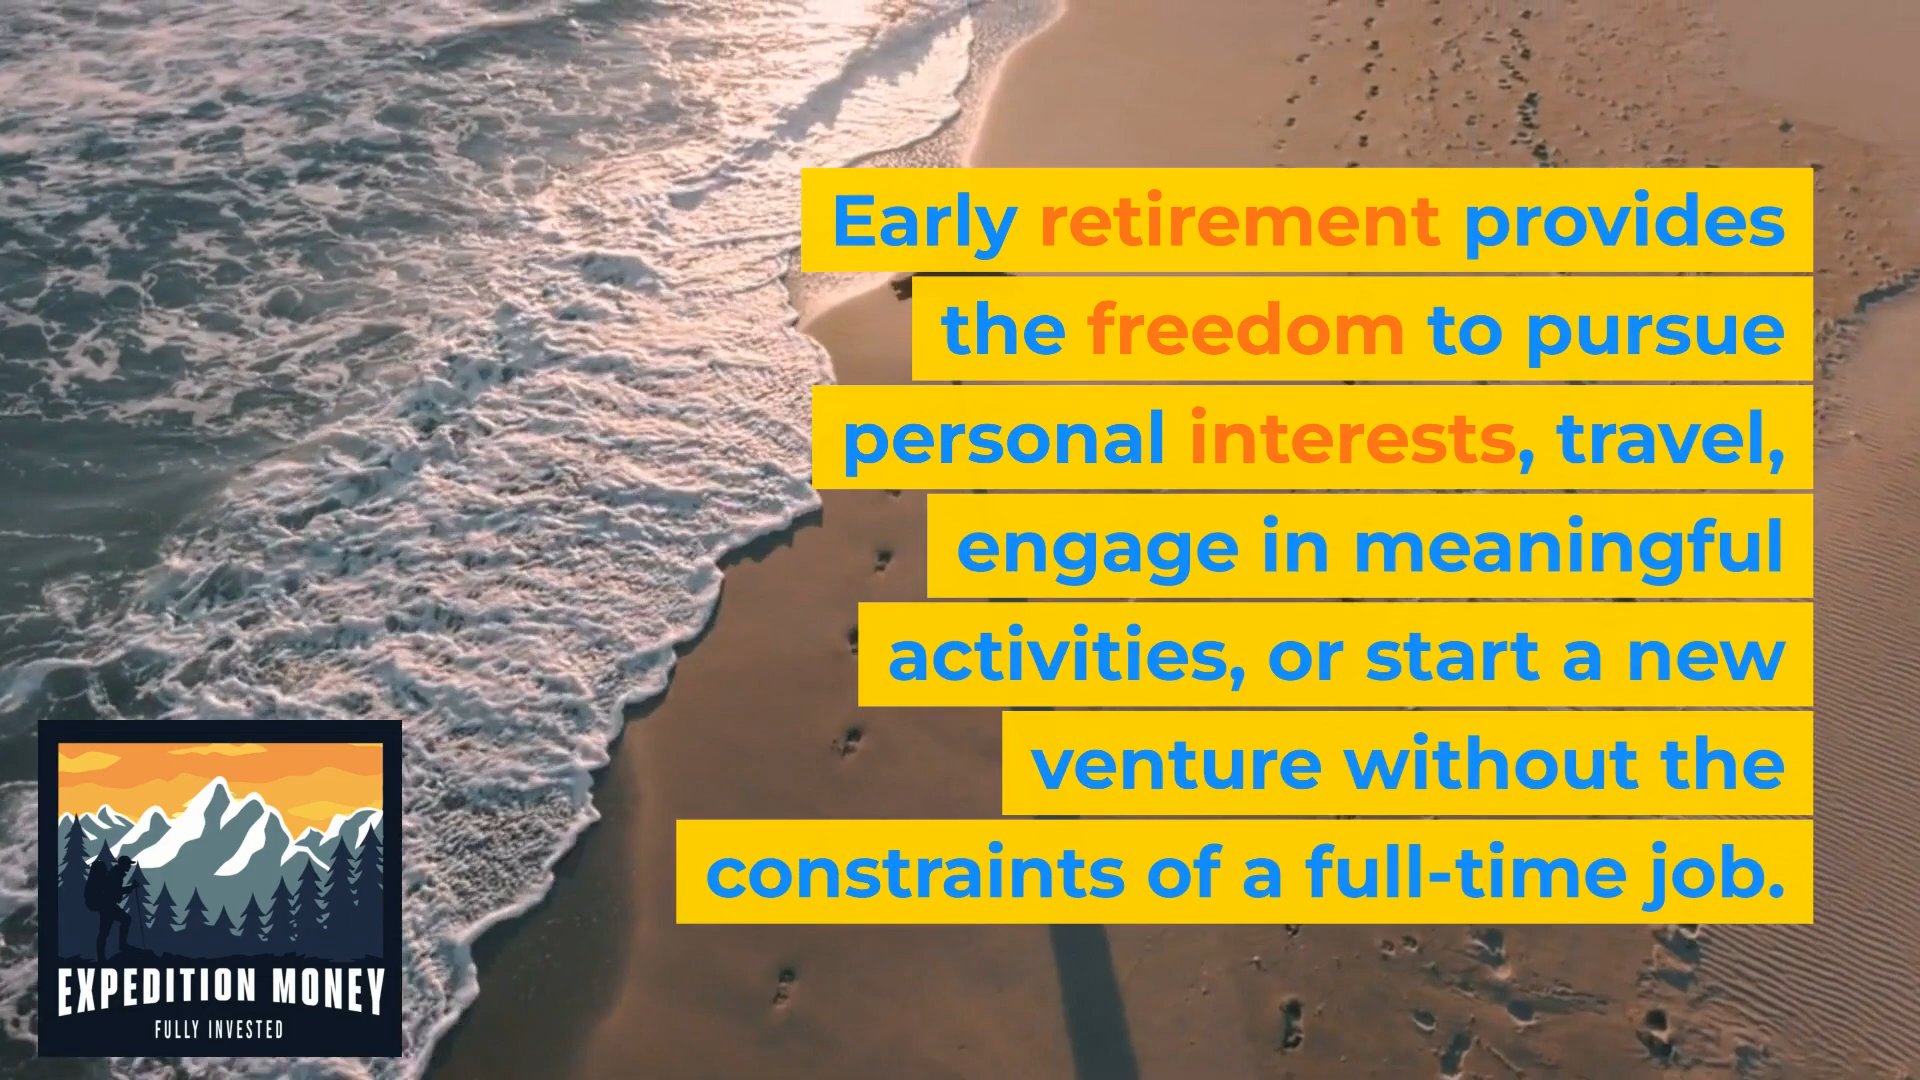 Early retirement provides
the freedom to pursue
personal interests, travel,
engage in meaningful
activities, or start a new
venture without the
constraints of a full-time job.
EXPEDITION MONEY
FULLY INVESTED